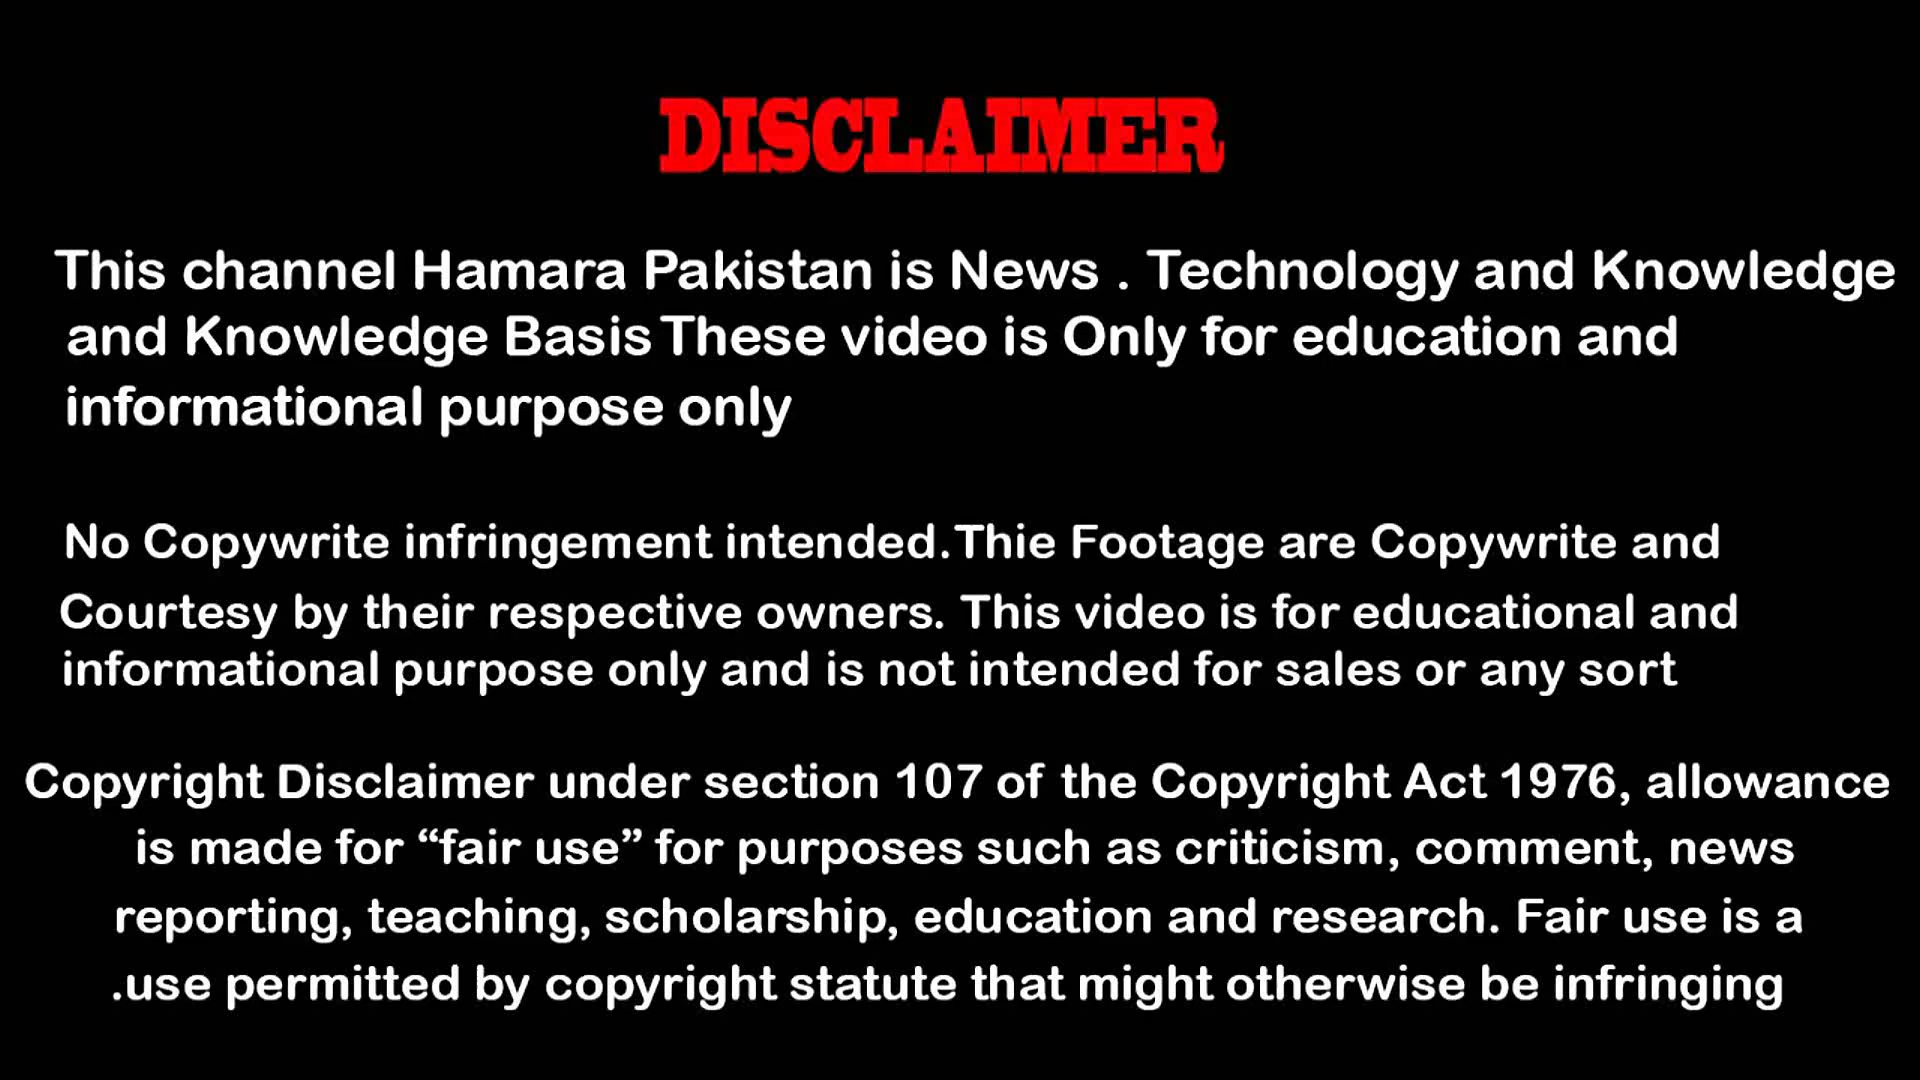 DISCLAIMER
This channel Hamara Pakistan is News . Technology and Knowledge
and Knowledge Basis These video is Only for education and
informational purpose only
No Copywrite infringement intended.Thie Footage are Copywrite and
Courtesy by their respective owners. This video is for educational and
informational purpose only and is not intended for sales or any sort
Copyright Disclaimer under section 107 of the Copyright Act 1976, allowance
is made for “fair use” for purposes such as criticism, comment, news
reporting, teaching, scholarship, education and research. Fair use is a
.use permitted by copyright statute that might otherwise be infringing